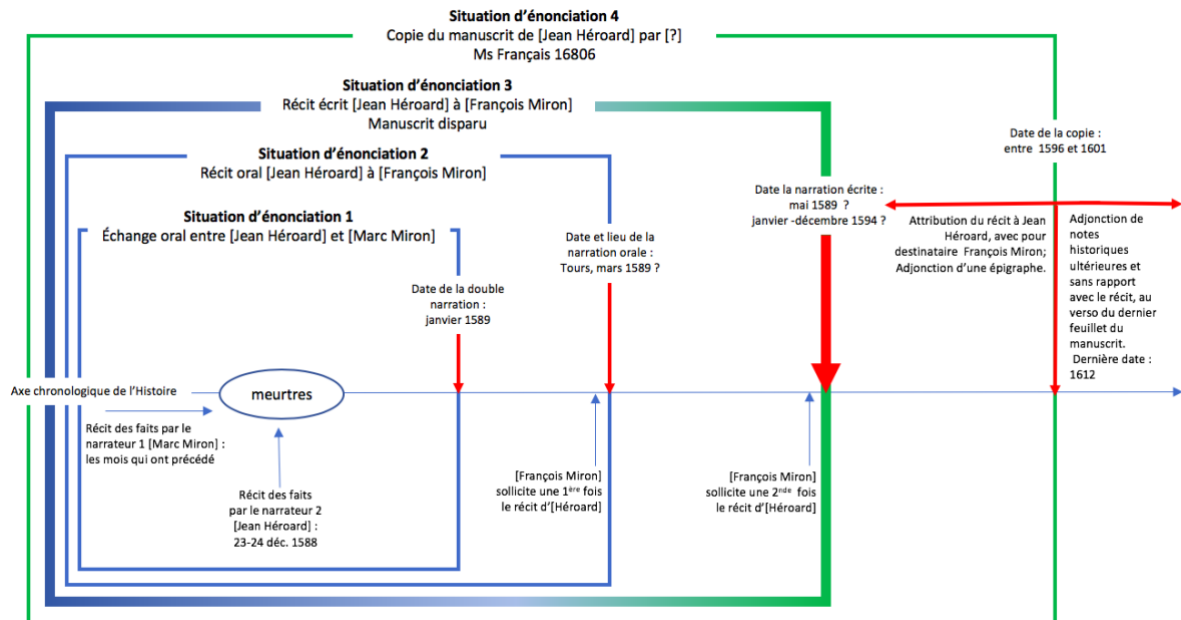 Situation d'énonciation 4
Copie du manuscrit de [Jean Héroard] par [?]
Ms Français 16806
Situation d'énonciation 3
Récit écrit [Jean Héroard] à [François Miron]
Manuscrit disparu
Situation d'énonciation 2
Récit oral [Jean Héroard] à [François Miron]
Situation d'énonciation 1
Échange oral entre [Jean Héroard] et [Marc Miron]
Date de la copie :
entre 1596 et 1601
Date la narration écrite :
mai 1589 ?
janvier -décembre 1594 ?
Attribution du récit à Jean
Héroard, avec pour
destinataire François Miron;
Adjonction d'une épigraphe.
Adjonction de
notes
historiques
ultérieures et
sans rapport
avec le récit, au
verso du dernier
feuillet du
manuscrit.
Dernière date :
1612
Date et lieu de la
narration orale :
Tours, mars 1589 ?
Date de la double
narration :
janvier 1589
Axe chronologique de l'Histoire
meurtres
Récit des faits par le
narrateur 1 [Marc Miron] :
les mois qui ont précédé
Récit des faits
par le narrateur 2
[Jean Héroard] :
23-24 déc. 1588
[François Miron]
sollicite une 1ère fois
le récit d'[Héroard]
[François Miron]
sollicite une 2nde fois
le récit d'[Héroard]